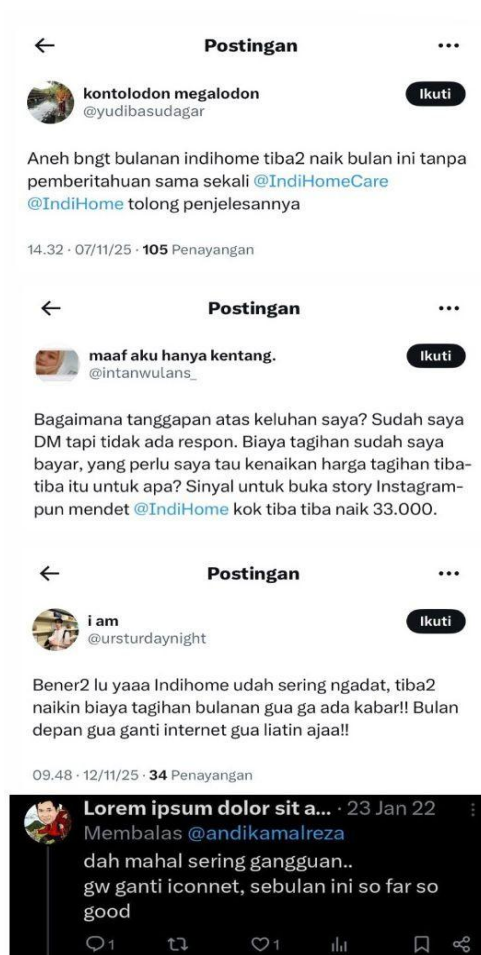 Postingan
kontolodon megalodon
Ikuti
@yudibasudagar
Aneh bngt bulanan indihome tiba2 naik bulan ini tanpa
pemberitahuan sama sekali @IndiHomeCare
@IndiHome tolong penjelesannya
14.32 · 07/11/25 · 105 Penayangan
Postingan
maaf aku hanya kentang.
Ikuti
@intanwulans_
Bagaimana tanggapan atas keluhan saya? Sudah saya
DM tapi tidak ada respon. Biaya tagihan sudah saya
bayar, yang perlu saya tau kenaikan harga tagihan tiba-
tiba itu untuk apa? Sinyal untuk buka story Instagram-
pun mendet @IndiHome kok tiba tiba naik 33.000.
Postingan
i am
Ikuti
@ursturdaynight
Bener2 lu yaaa Indihome udah sering ngadat, tiba2
naikin biaya tagihan bulanan gua ga ada kabar!! Bulan
depan gua ganti internet gua liatin ajaa!!
09.48 · 12/11/25 · 34 Penayangan
Lorem ipsum dolor sit a... · 23 Jan 22
Membalas @andikamalreza
dah mahal sering gangguan..
gw ganti iconnet, sebulan ini so far so
good
1 1